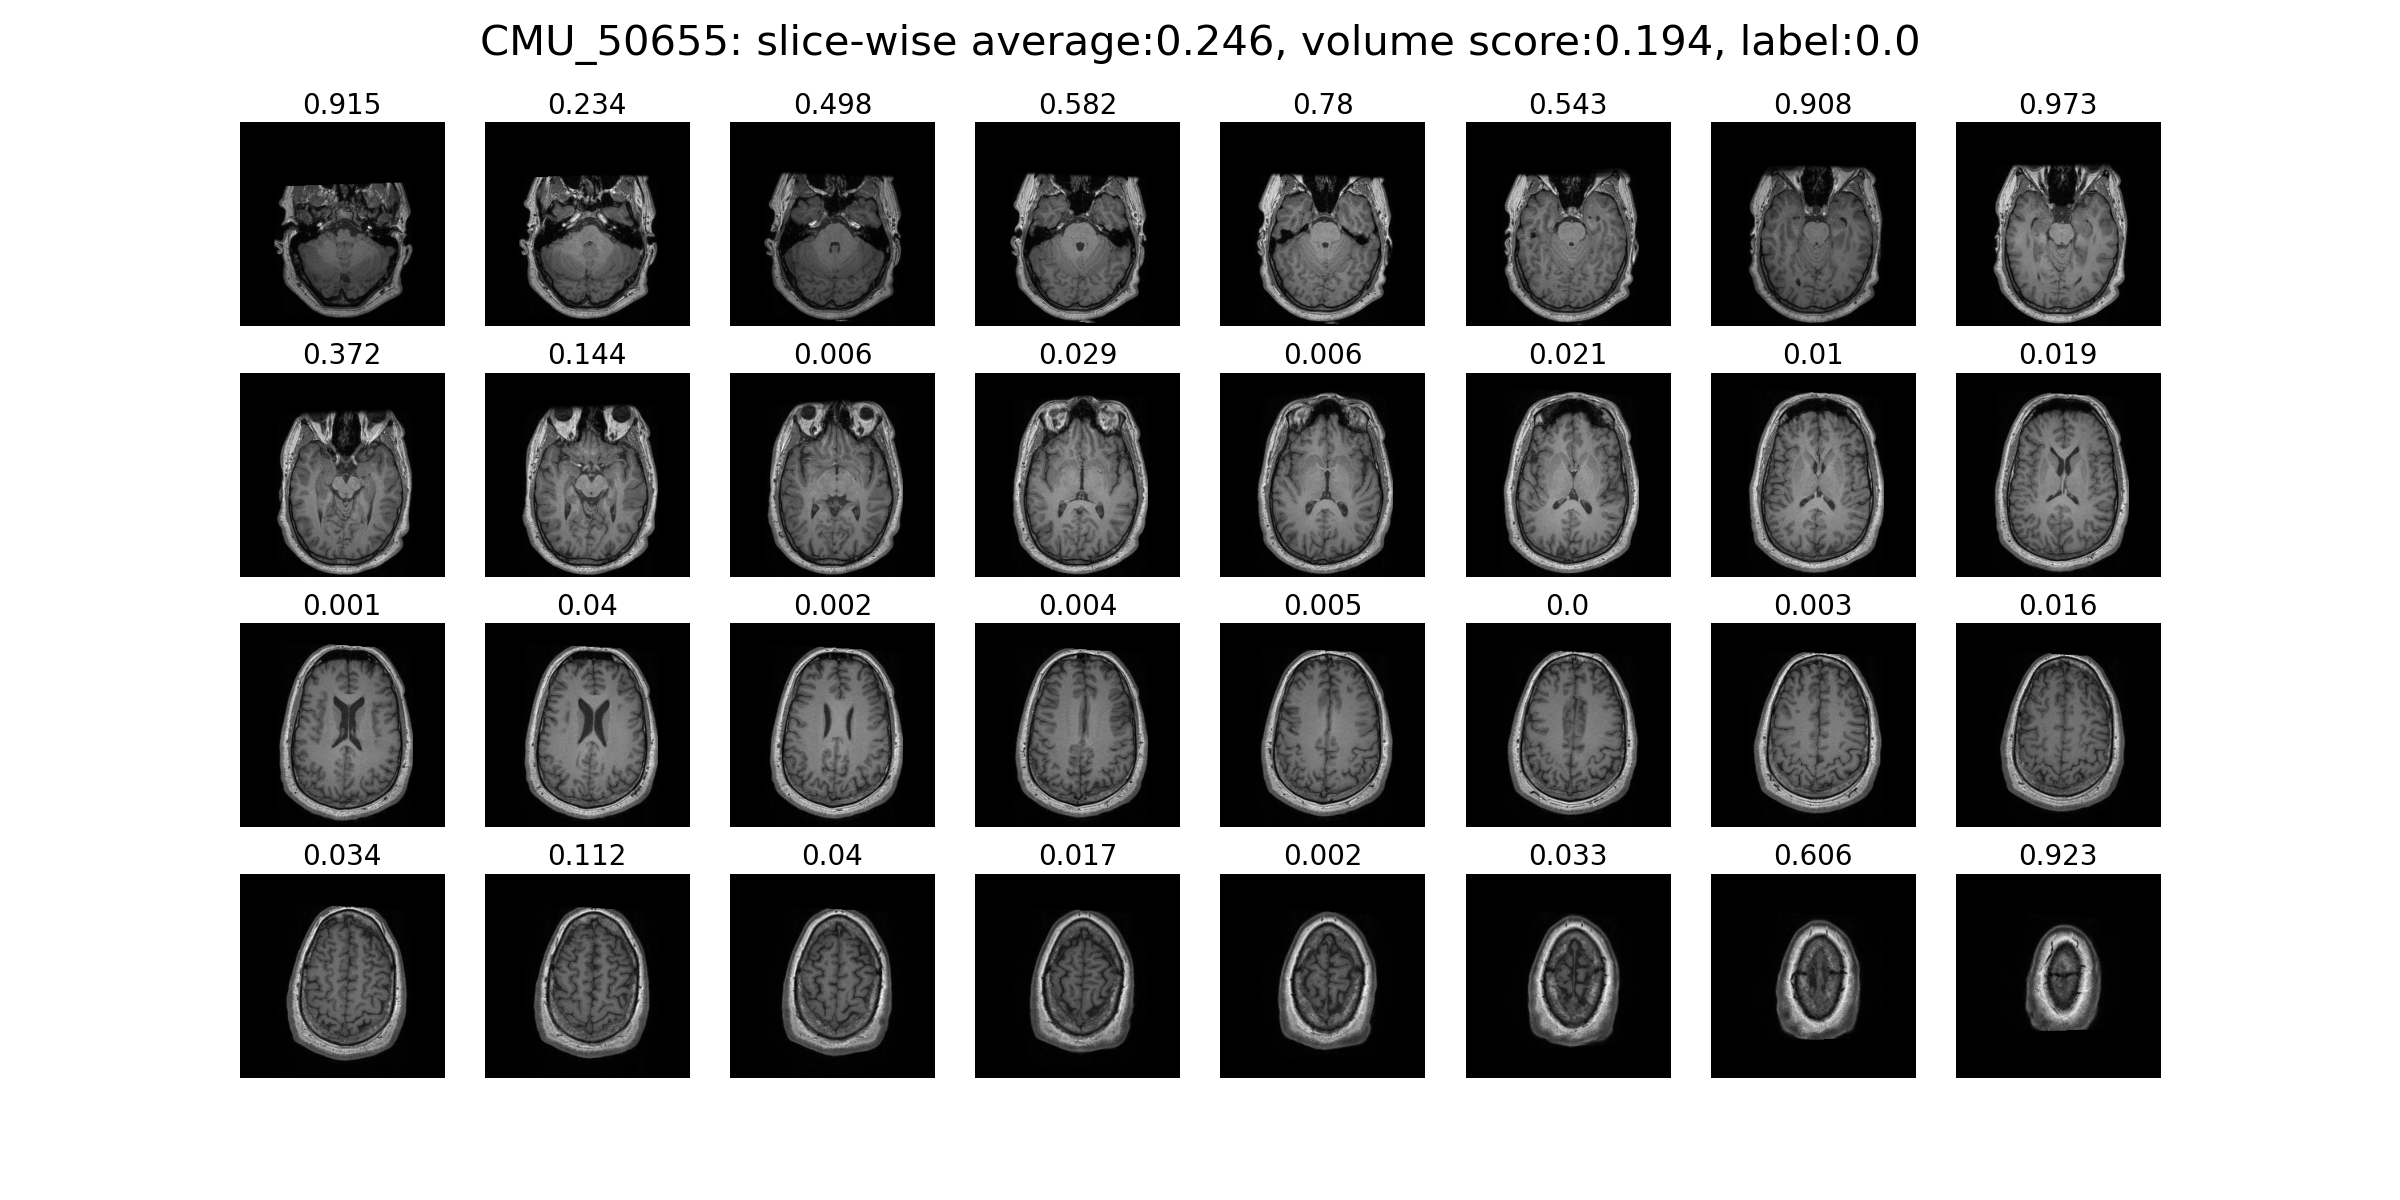 CMU_50655: slice-wise average:0.246, volume score:0.194, label:0.0
0.915 0.234 0.498 0.582 0.78 0.543 0.908 0.973
0.372 0.144 0.006 0.029 0.006 0.021 0.01 0.019
0.001 0.04 0.002 0.004 0.005 0.0 0.003 0.016
0.034 0.112 0.04 0.017 0.002 0.033 0.606 0.923